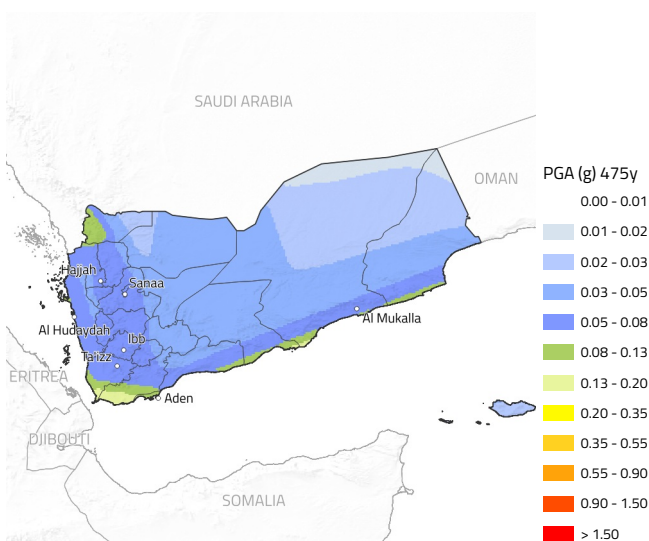 SAUDI ARABIA
OMAN
Hajjah
Sanaa
Al Mukalla
Al Hudaydah
Ibb
Taizz
ERITREA
Aden
DJIBOUTI
SOMALIA
PGA (g) 475y
0.00 - 0.01
0.01 - 0.02
0.02 - 0.03
0.03 - 0.05
0.05 - 0.08
0.08 - 0.13
0.13 - 0.20
0.20 - 0.35
0.35 - 0.55
0.55 - 0.90
0.90 - 1.50
> 1.50